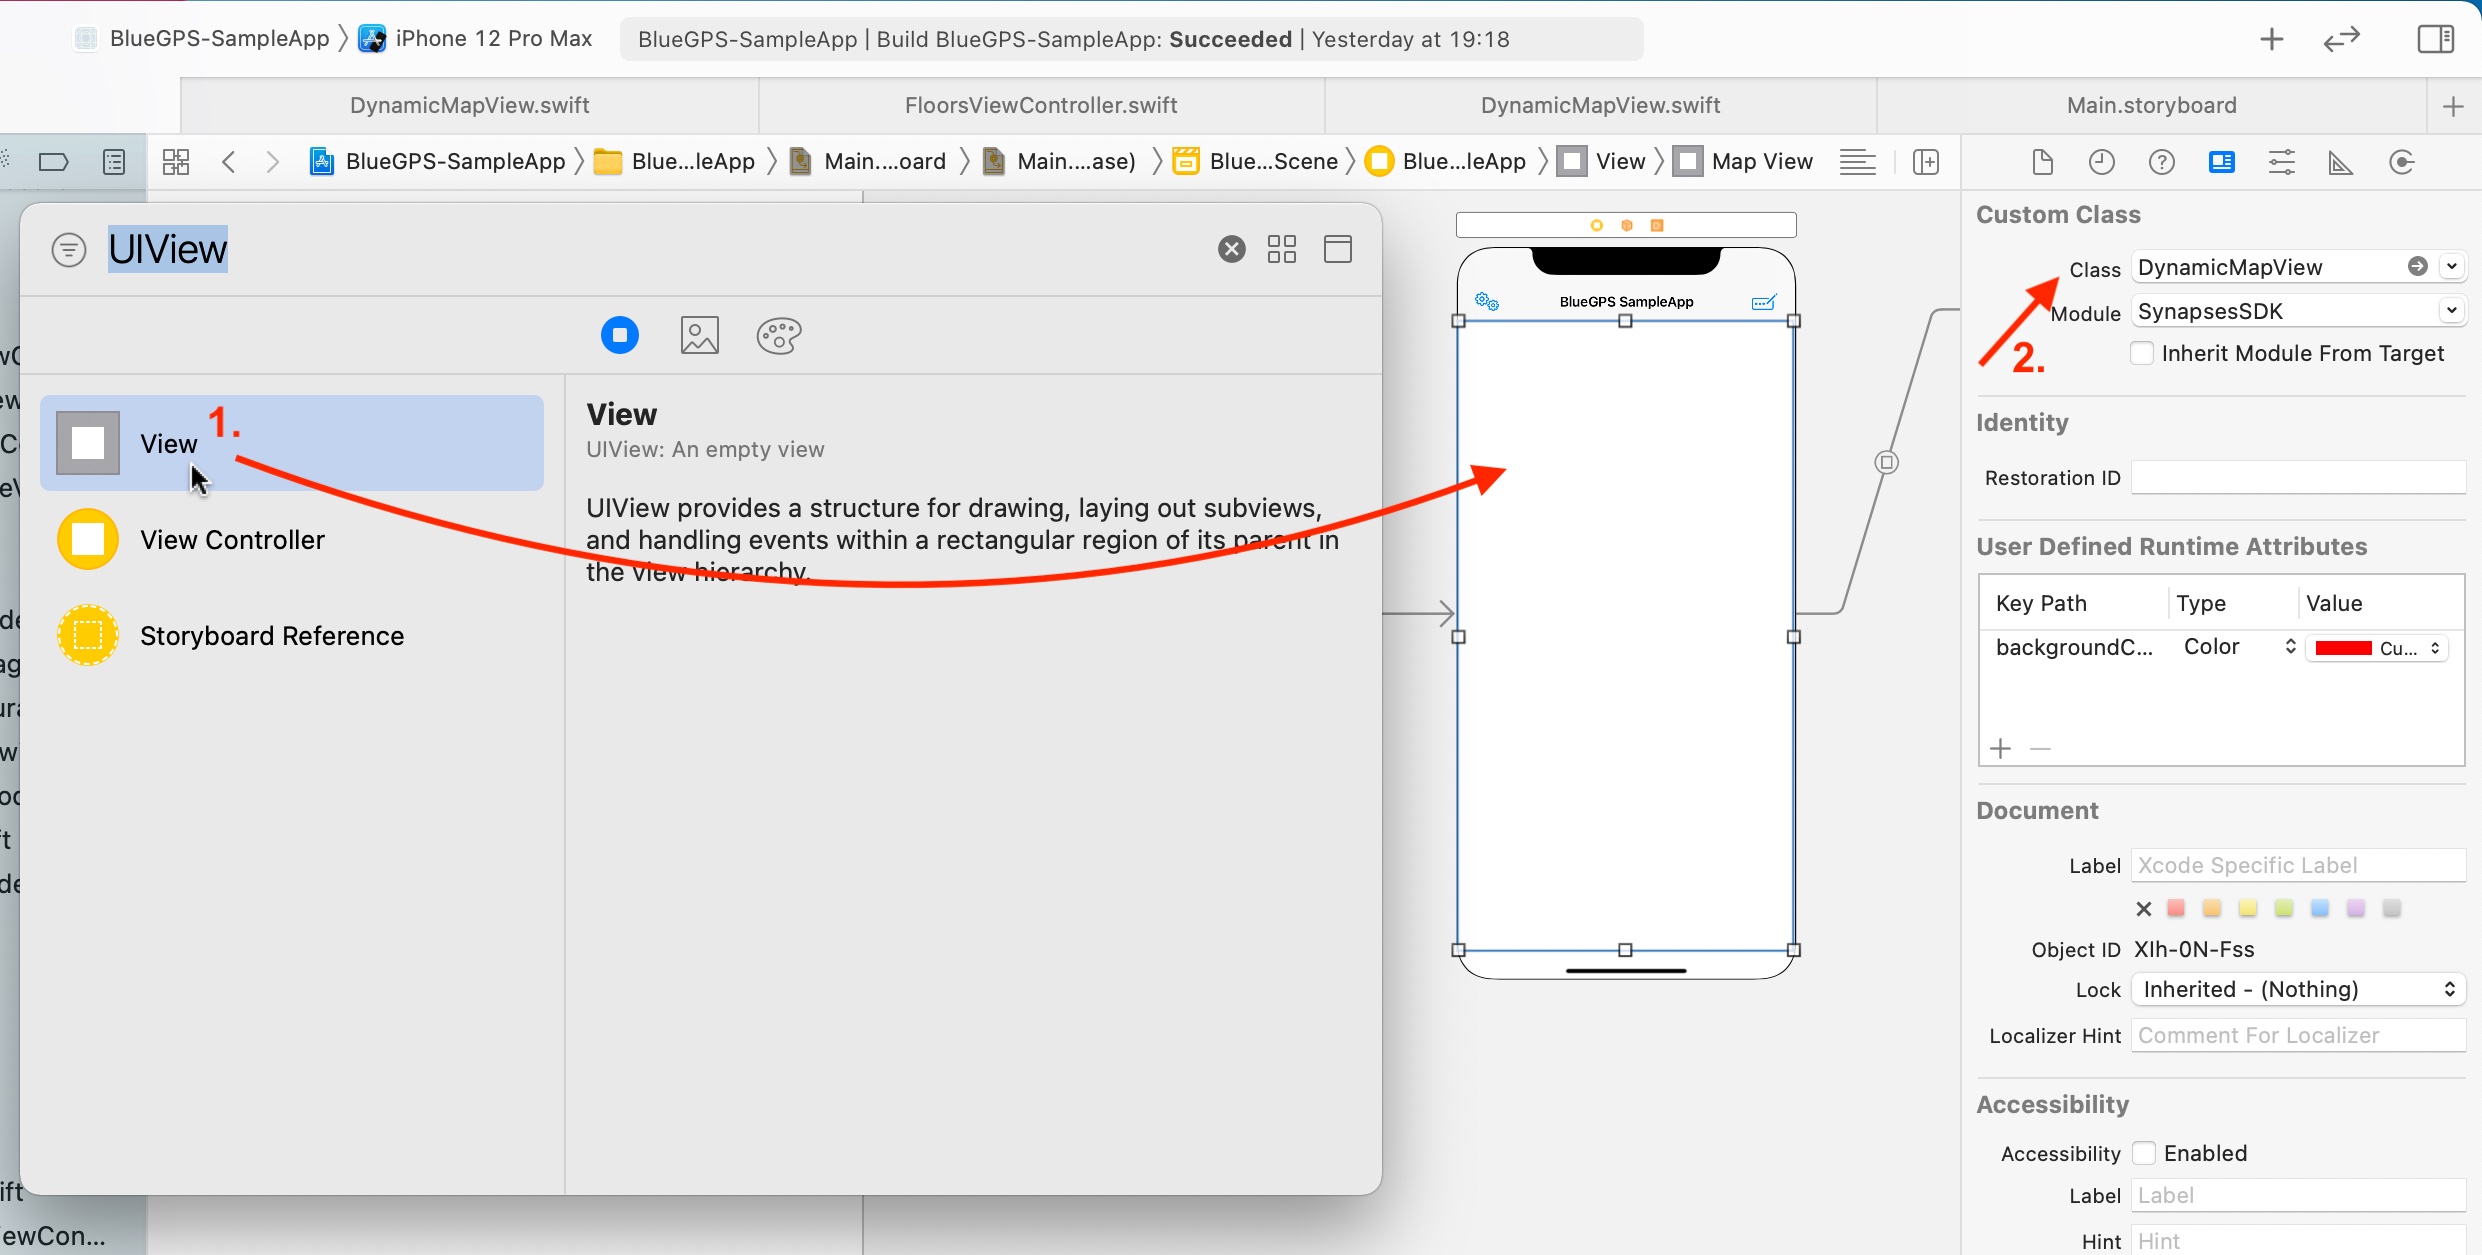 BlueGPS-SampleApp iPhone 12 Pro Max BlueGPS-SampleApp | Build BlueGPS-SampleApp: Succeeded | Yesterday at 19:18
DynamicMapView.swift FloorsViewController.swift DynamicMapView.swift Main.storyboard
BlueGPS-SampleApp Blue...leApp Main....oard Main....ase) Blue...Scene Blue...leApp View Map View
UIView
View
1.
View Controller
Storyboard Reference
View
UIView: An empty view
UIView provides a structure for drawing, laying out subviews,
and handling events within a rectangular region of its parent in
the view hierarchy.
ift
ewCon...
BlueGPS SampleApp
Custom Class
Class DynamicMapView
Module SynapsesSDK
2.
Inherit Module From Target
Identity
Restoration ID
User Defined Runtime Attributes
Key Path Type Value
backgroundC... Color Cu...
Document
Label Xcode Specific Label
Object ID XIh-0N-Fss
Lock Inherited - (Nothing)
Localizer Hint Comment For Localizer
Accessibility
Accessibility Enabled
Label Label
Hint Hint